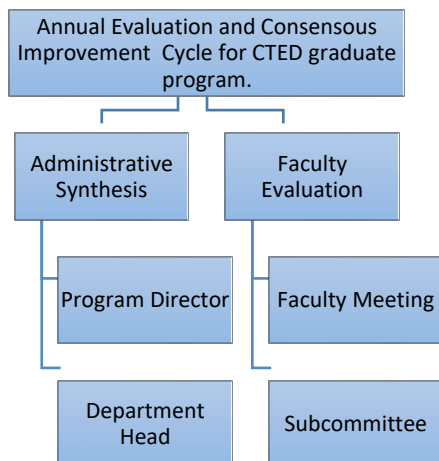 Annual Evaluation and Consensous
Improvement Cycle for CTED graduate
program.
Administrative
Synthesis
Faculty
Evaluation
Program Director
Faculty Meeting
Department
Head
Subcommittee